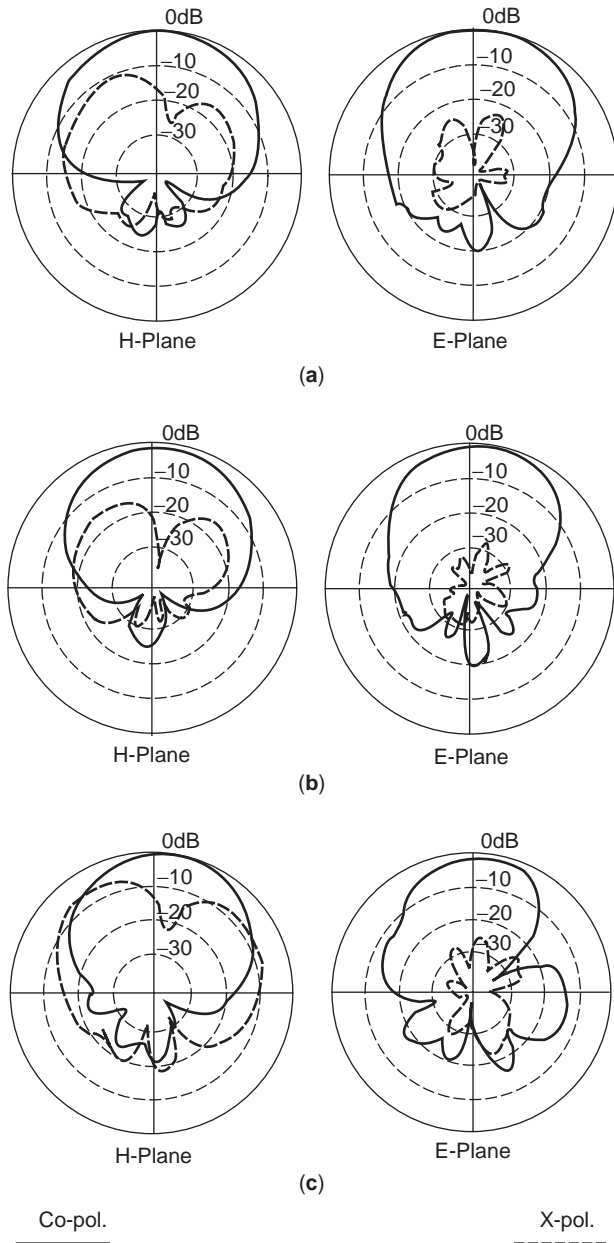 0dB 0dB
–10 –10
–20 –20
–30 –30
H-Plane E-Plane
(a)
0dB 0dB
–10 –10
–20 –20
–30 –30
H-Plane E-Plane
(b)
0dB 0dB
–10 –10
–20 –20
–30 –30
H-Plane E-Plane
(c)
Co-pol. X-pol.